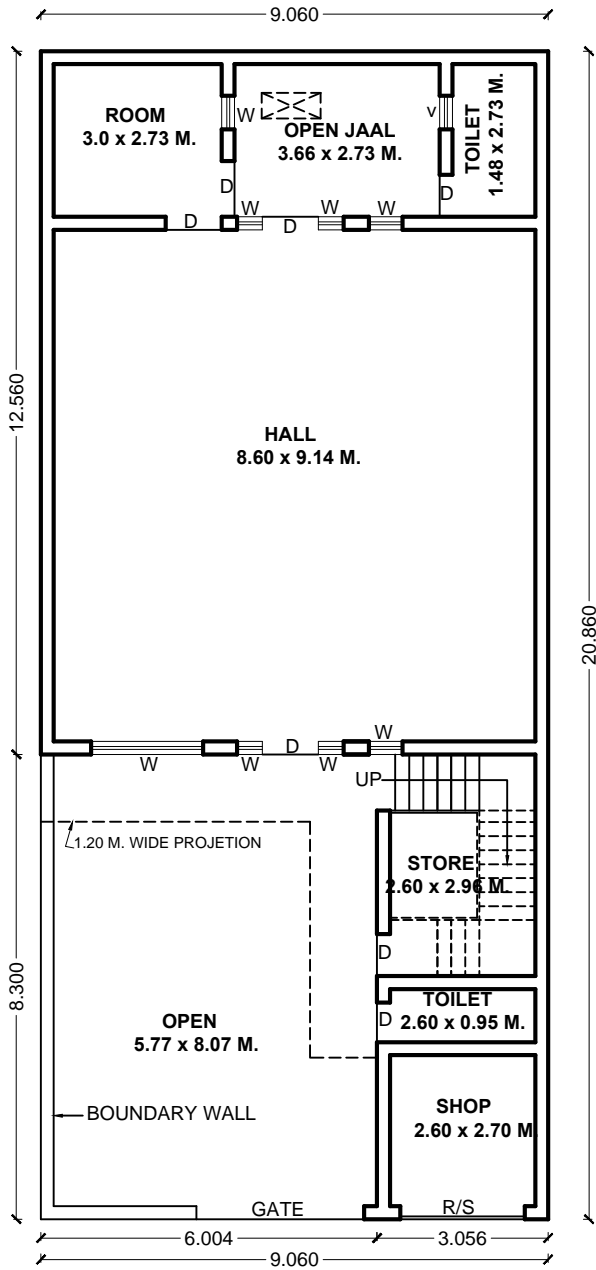 9.060
ROOM
3.0 x 2.73 M.
W
OPEN JAAL
3.66 x 2.73 M.
v
TOILET
1.48 x 2.73 M.
D
D
W
W
W
D
D
12.560
HALL
8.60 x 9.14 M.
20.860
W
D
W
W
W
UP
1.20 M. WIDE PROJETION
STORE
2.60 x 2.96 M.
D
8.300
TOILET
2.60 x 0.95 M.
D
OPEN
5.77 x 8.07 M.
BOUNDARY WALL
SHOP
2.60 x 2.70 M.
GATE
R/S
6.004
3.056
9.060